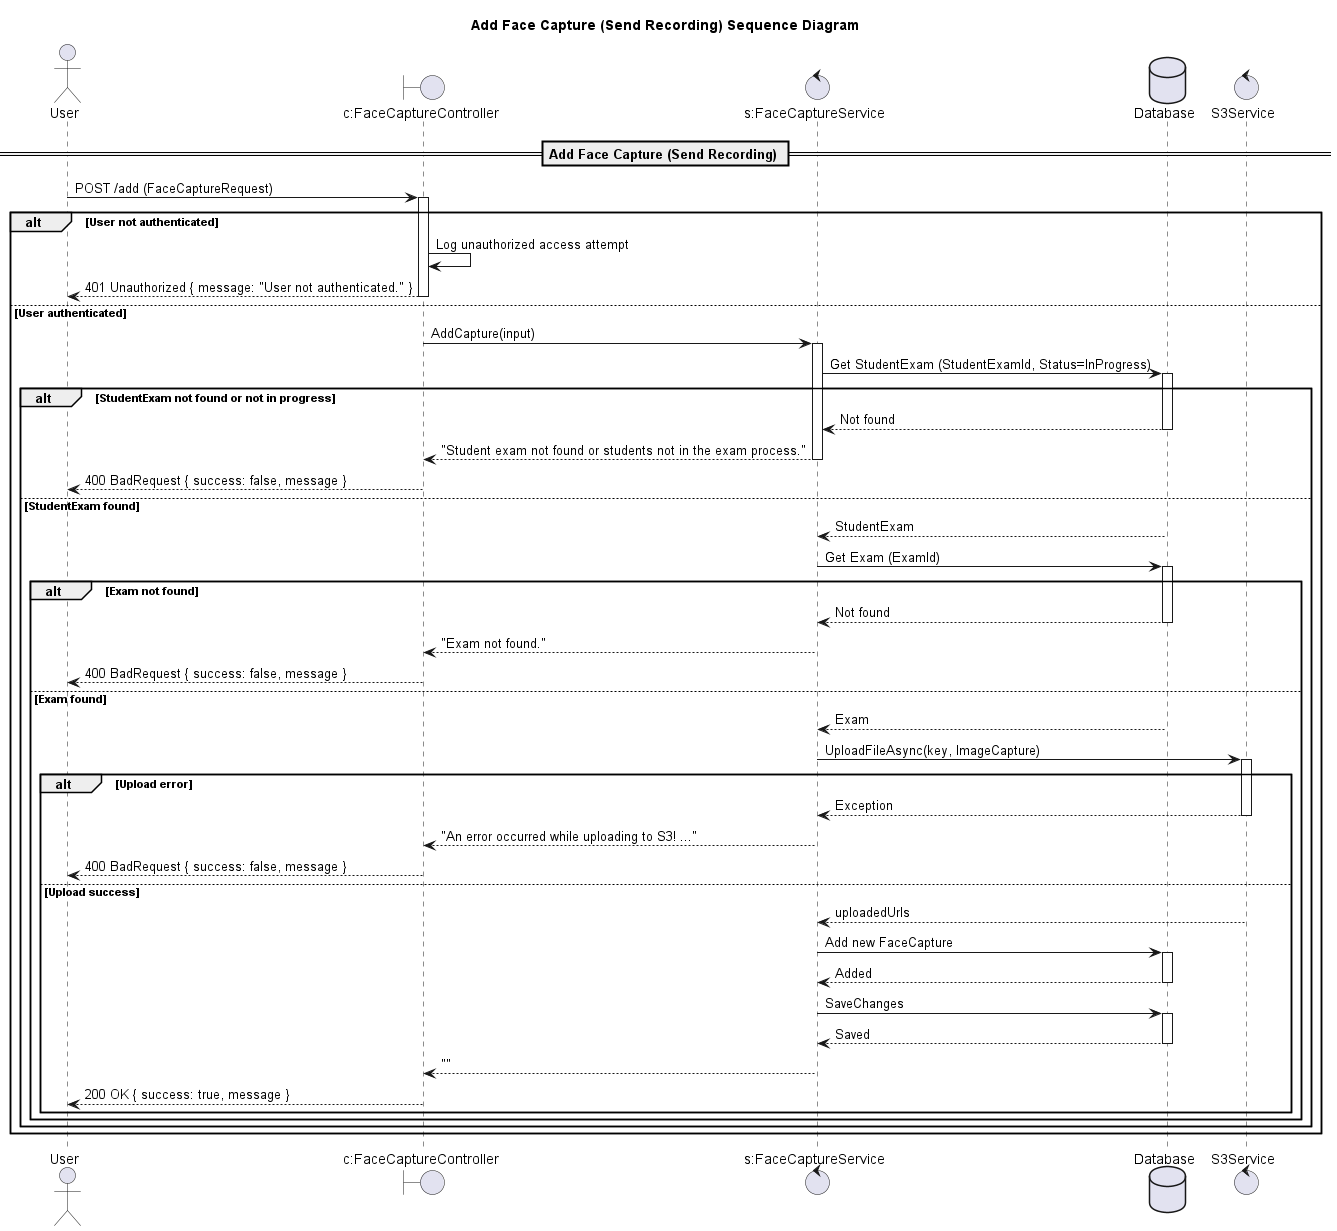 Add Face Capture (Send Recording) Sequence Diagram
User
c:FaceCaptureController
s:FaceCaptureService
Database
S3Service
Add Face Capture (Send Recording)
POST /add (FaceCaptureRequest)
alt
[User not authenticated]
Log unauthorized access attempt
401 Unauthorized { message: "User not authenticated." }
[User authenticated]
AddCapture(input)
Get StudentExam (StudentExamId, Status=InProgress)
alt
[StudentExam not found or not in progress]
Not found
"Student exam not found or students not in the exam process."
400 BadRequest { success: false, message }
[StudentExam found]
StudentExam
Get Exam (ExamId)
alt
[Exam not found]
Not found
"Exam not found."
400 BadRequest { success: false, message }
[Exam found]
Exam
UploadFileAsync(key, ImageCapture)
alt
[Upload error]
Exception
"An error occurred while uploading to S3! ..."
400 BadRequest { success: false, message }
[Upload success]
uploadedUrls
Add new FaceCapture
Added
SaveChanges
Saved
""
200 OK { success: true, message }
User
c:FaceCaptureController
s:FaceCaptureService
Database
S3Service